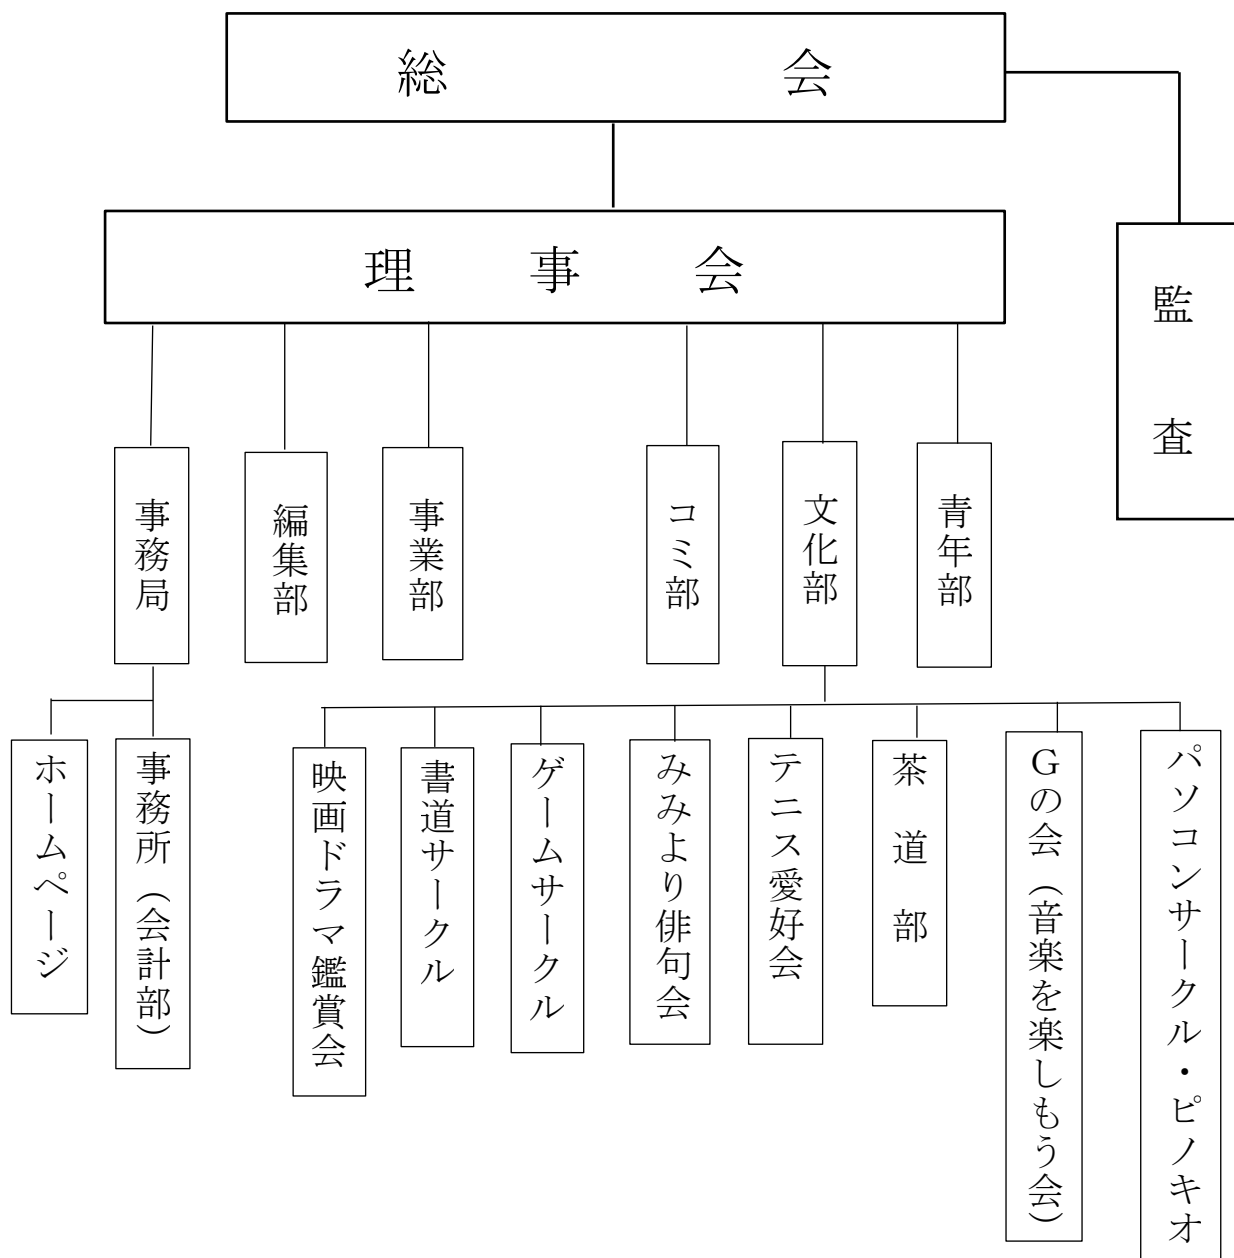 総会
理事会
監査
事務局
編集部
事業部
コミ部
文化部
青年部
ホームページ
事務所（会計部）
映画ドラマ鑑賞会
書道サークル
ゲームサークル
みみより俳句会
テニス愛好会
茶道部
Gの会（音楽を楽しもう会）
パソコンサークル・ピノキオ